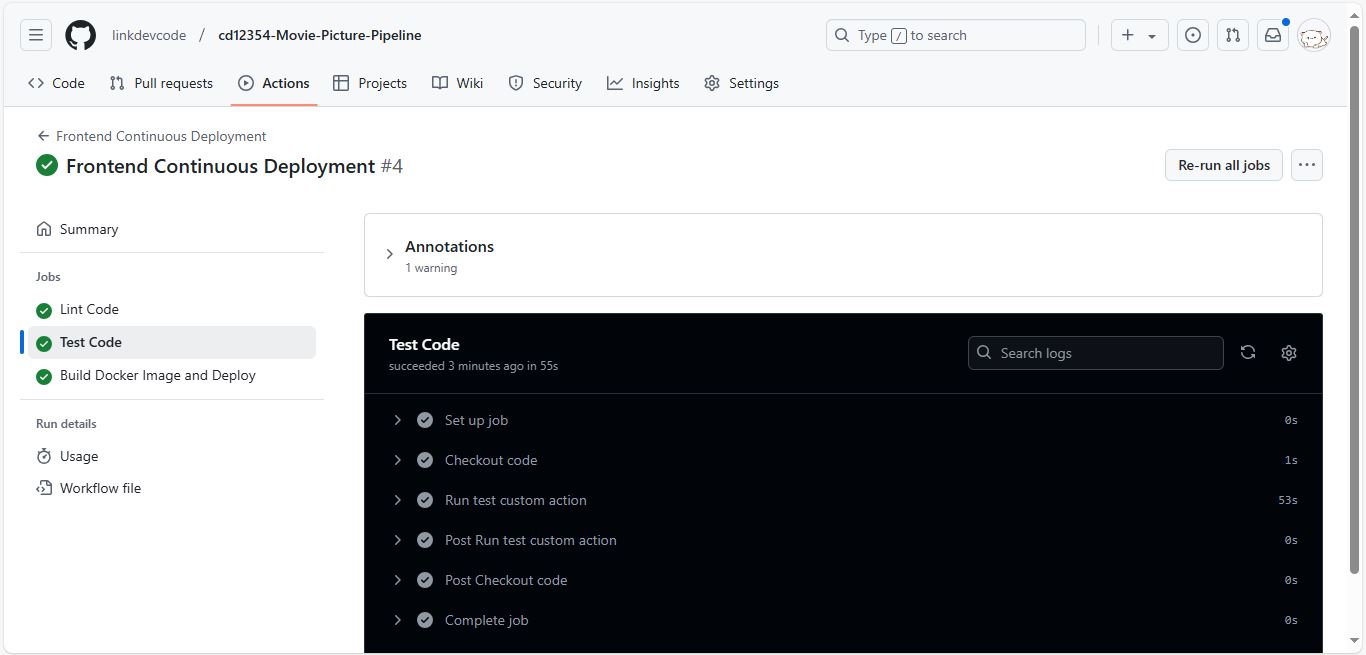 linkdevcode / cd12354-Movie-Picture-Pipeline
Type / to search
Code
Pull requests
Actions
Projects
Wiki
Security
Insights
Settings
Frontend Continuous Deployment
Frontend Continuous Deployment #4
Re-run all jobs
Summary
Jobs
Lint Code
Test Code
Build Docker Image and Deploy
Run details
Usage
Workflow file
Annotations
1 warning
Test Code
succeeded 3 minutes ago in 55s
Search logs
Set up job 0s
Checkout code 1s
Run test custom action 53s
Post Run test custom action 0s
Post Checkout code 0s
Complete job 0s